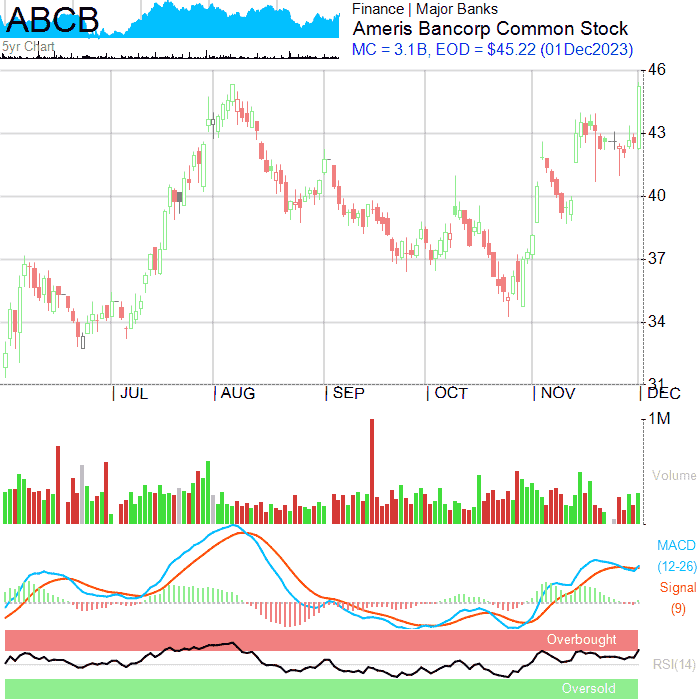 ABCB
5yr Chart
Finance | Major Banks
Ameris Bancorp Common Stock
MC = 3.1B, EOD = $45.22 (01Dec2023)
46
43
40
37
34
31
| JUL | AUG | SEP | OCT | NOV | DEC
1M
Volume
MACD
(12-26)
Signal
(9)
Overbought
RSI(14)
Oversold